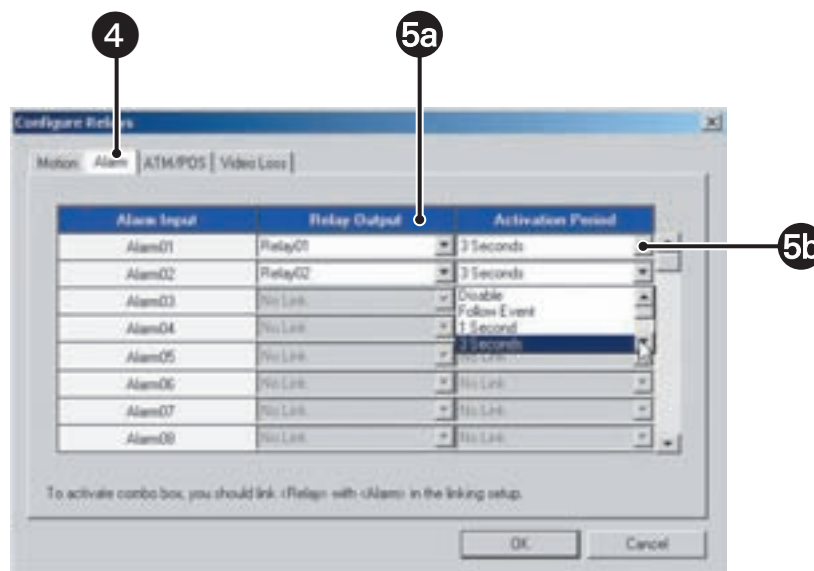 4 5a
Configure Relays
Motion Alarm ATM/POS Video Loss
Alarm Input Relay Output Activation Period
Alarm01 Relay01 3 Seconds 5b
Alarm02 Relay02 3 Seconds
Alarm03 No Link Disable
Follow Event
Alarm04 No Link 1 Second
3 Seconds
Alarm05 No Link No Link
Alarm06 No Link No Link
Alarm07 No Link No Link
Alarm08 No Link No Link
To activate combo box, you should link <Relay> with <Alarm> in the linking setup.
OK Cancel